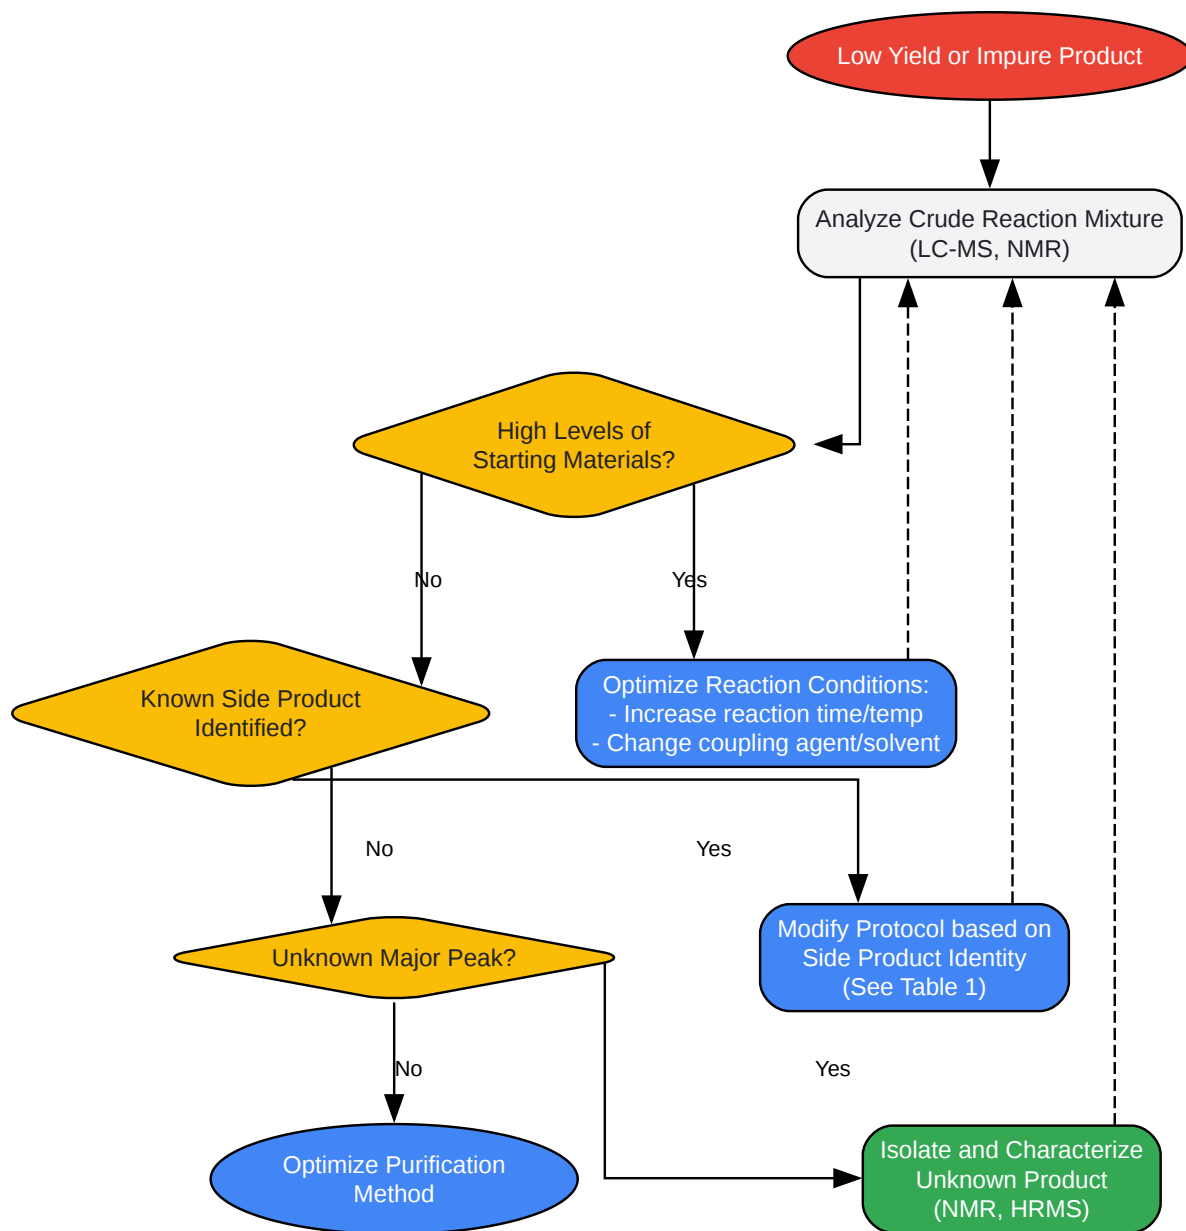 Low Yield or Impure Product
Analyze Crude Reaction Mixture
(LC-MS, NMR)
High Levels of
Starting Materials?
No
Yes
Known Side Product
Identified?
Optimize Reaction Conditions:
- Increase reaction time/temp
- Change coupling agent/solvent
No
Yes
Unknown Major Peak?
Modify Protocol based on
Side Product Identity
(See Table 1)
No
Yes
Optimize Purification
Method
Isolate and Characterize
Unknown Product
(NMR, HRMS)